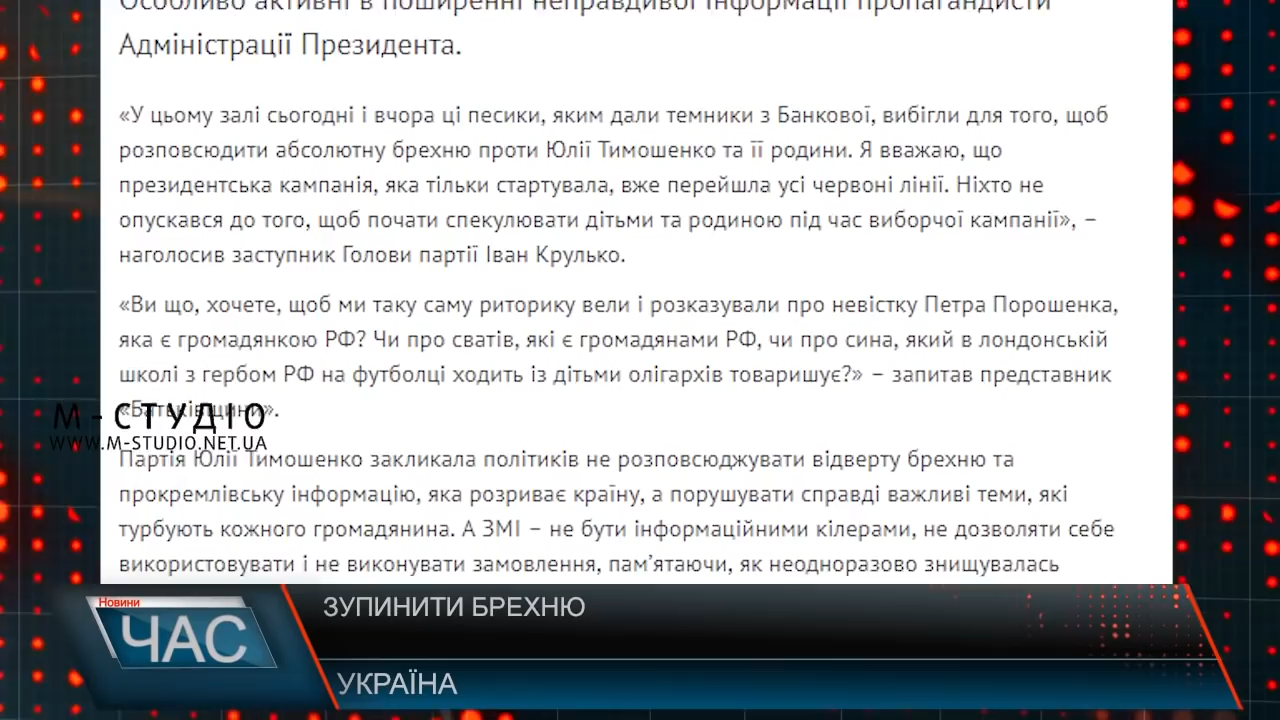 Особливо активні в поширенні неправдивої інформації пропагандисти
Адміністрації Президента.
«У цьому залі сьогодні і вчора ці песики, яким дали темники з Банкової, вибігли для того, щоб
розповсюдити абсолютну брехню проти Юлії Тимошенко та її родини. Я вважаю, що
президентська кампанія, яка тільки стартувала, вже перейшла усі червоні лінії. Ніхто не
опускався до того, щоб почати спекулювати дітьми та родиною під час виборчої кампанії», –
наголосив заступник Голови партії Іван Крулько.
«Ви що, хочете, щоб ми таку саму риторику вели і розказували про невістку Петра Порошенка,
яка є громадянкою РФ? Чи про сватів, які є громадянами РФ, чи про сина, який в лондонській
школі з гербом РФ на футболці ходить із дітьми олігархів товаришує?» – запитав представник
«Батьківщини».
М - СТУДІО
WWW.M-STUDIO.NET.UA
Партія Юлії Тимошенко закликала політиків не розповсюджувати відверту брехню та
прокремлівську інформацію, яка розриває країну, а порушувати справді важливі теми, які
турбують кожного громадянина. А ЗМІ – не бути інформаційними кілерами, не дозволяти себе
використовувати і не виконувати замовлення, пам’ятаючи, як неодноразово знищувалась
Новини
ЧАС
ЗУПИНИТИ БРЕХНЮ
УКРАЇНА